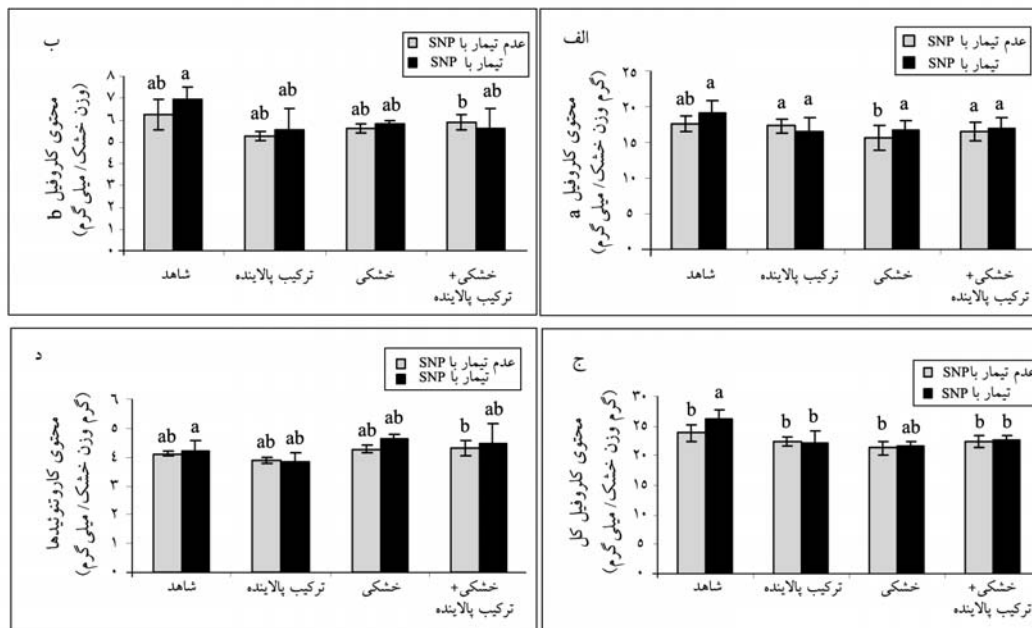 الف
عدم تیمار با SNP
تیمار با SNP
محتوی کلروفیل a
(گرم وزن خشک/ میلی گرم)
۲۵
۲۰
۱۵
۱۰
۵
۰
ab a a a b a a a
شاهد
ترکیب پالاینده
خشکی
خشکی+
ترکیب پالاینده
ب
عدم تیمار با SNP
تیمار با SNP
محتوی کلروفیل b
(وزن خشک/ میلی گرم)
۸
۷
۶
۵
۴
۳
۲
۱
۰
ab a ab ab ab ab b ab
شاهد
ترکیب پالاینده
خشکی
خشکی+
ترکیب پالاینده
ج
عدم تیمار با SNP
تیمار با SNP
محتوی کلروفیل کل
(گرم وزن خشک/ میلی گرم)
۳۰
۲۵
۲۰
۱۵
۱۰
۵
۰
b a b b b ab b b
شاهد
ترکیب پالاینده
خشکی
خشکی+
ترکیب پالاینده
د
عدم تیمار با SNP
تیمار با SNP
محتوی کاروتنوئیدها
(گرم وزن خشک/ میلی گرم)
۶
۵
۴
۳
۲
۱
۰
ab a ab ab ab ab b ab
شاهد
ترکیب پالاینده
خشکی
خشکی+
ترکیب پالاینده